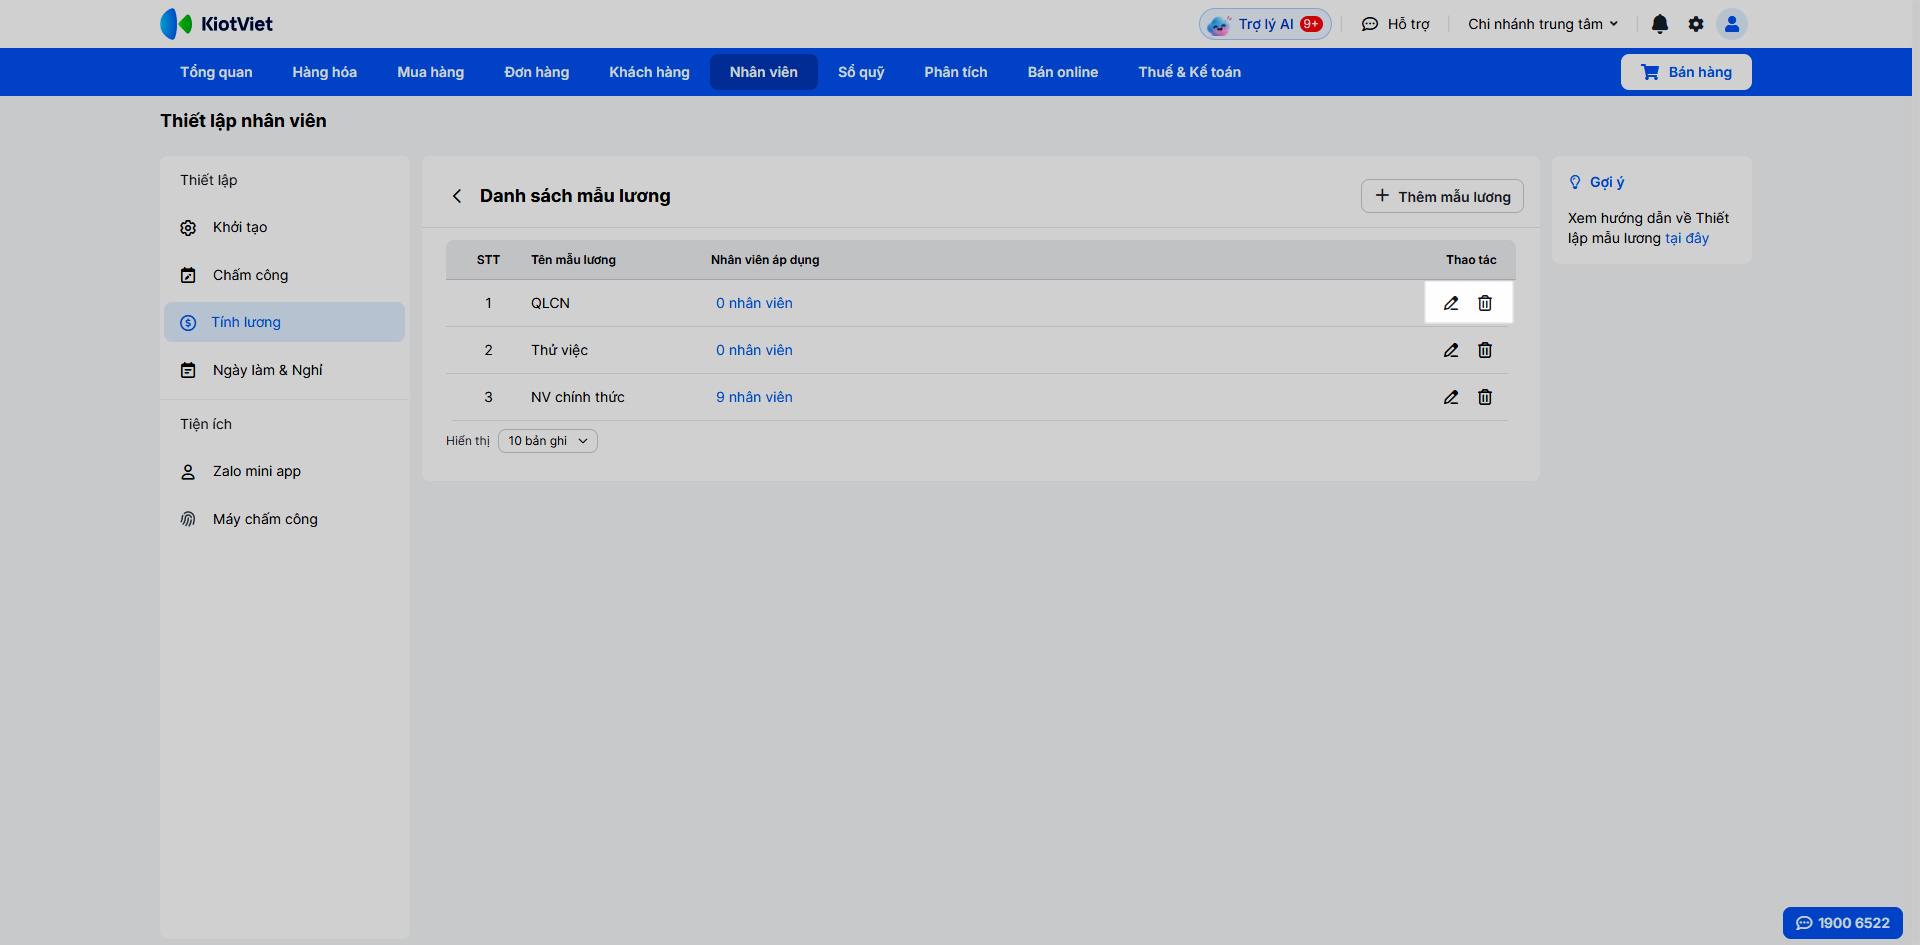 KiotViet
Trợ lý AI 9+
Hỗ trợ
Chi nhánh trung tâm
Tổng quan
Hàng hóa
Mua hàng
Đơn hàng
Khách hàng
Nhân viên
Sổ quỹ
Phân tích
Bán online
Thuế & Kế toán
Bán hàng
Thiết lập nhân viên
Thiết lập
Khởi tạo
Chấm công
Tính lương
Ngày làm & Nghỉ
Tiện ích
Zalo mini app
Máy chấm công
Danh sách mẫu lương
Thêm mẫu lương
STT Tên mẫu lương Nhân viên áp dụng Thao tác
1 QLCN 0 nhân viên
2 Thử việc 0 nhân viên
3 NV chính thức 9 nhân viên
Hiển thị 10 bản ghi
Gợi ý
Xem hướng dẫn về Thiết
lập mẫu lương tại đây
1900 6522